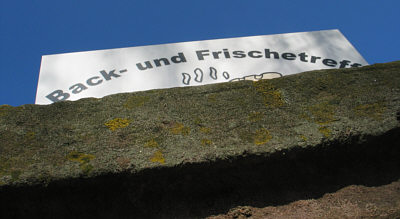 Back- und Frischetreff